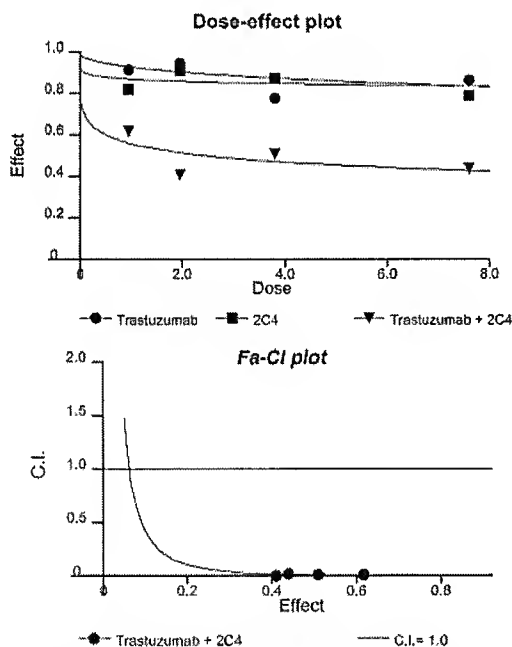 Dose-effect plot
1.0
0.8
0.6
0.4
0.2
.0
Effect
0 2.0 4.0 6.0 8.0
Dose
Trastuzumab 2C4 Trastuzumab + 2C4
Fa-CI plot
2.0
1.5
1.0
0.5
0
C.I.
0 0.2 0.4 0.6 0.8
Effect
Trastuzumab + 2C4 C.I.= 1.0